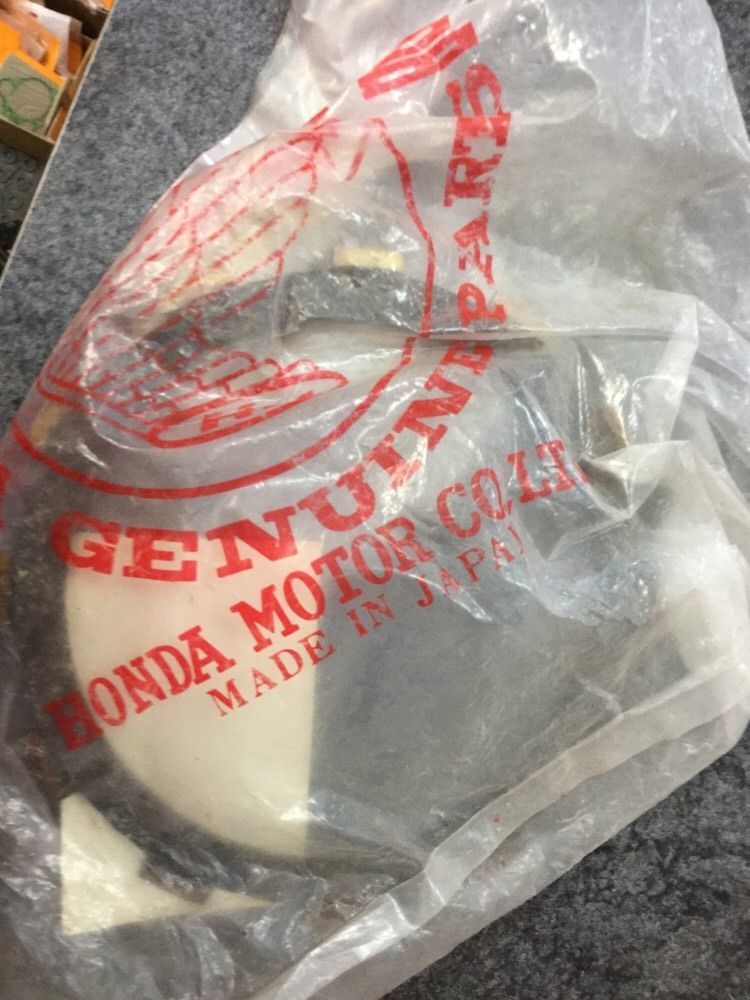 GENUINE PARTS
HONDA MOTOR CO. LTD
MADE IN JAPAN